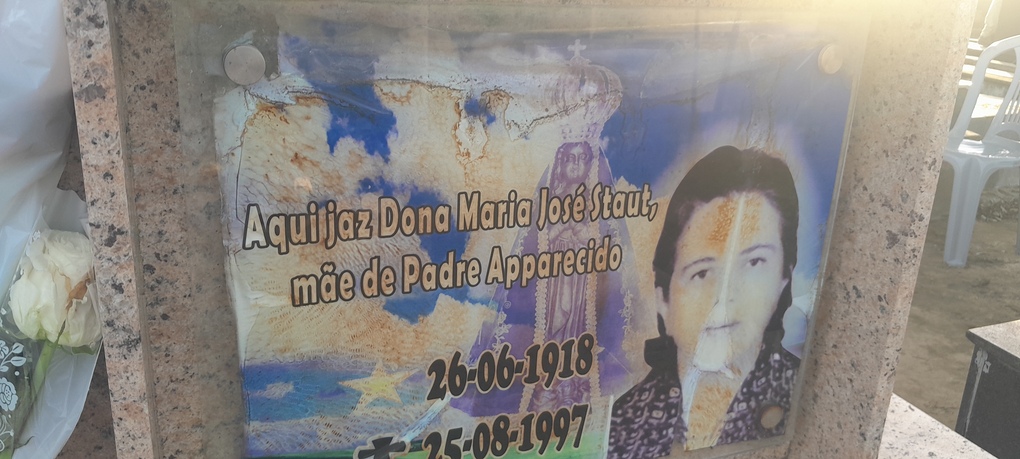 Aqui jaz Dona Maria José Staut,
mãe de Padre Apparecido
26-06-1918
25-08-1997